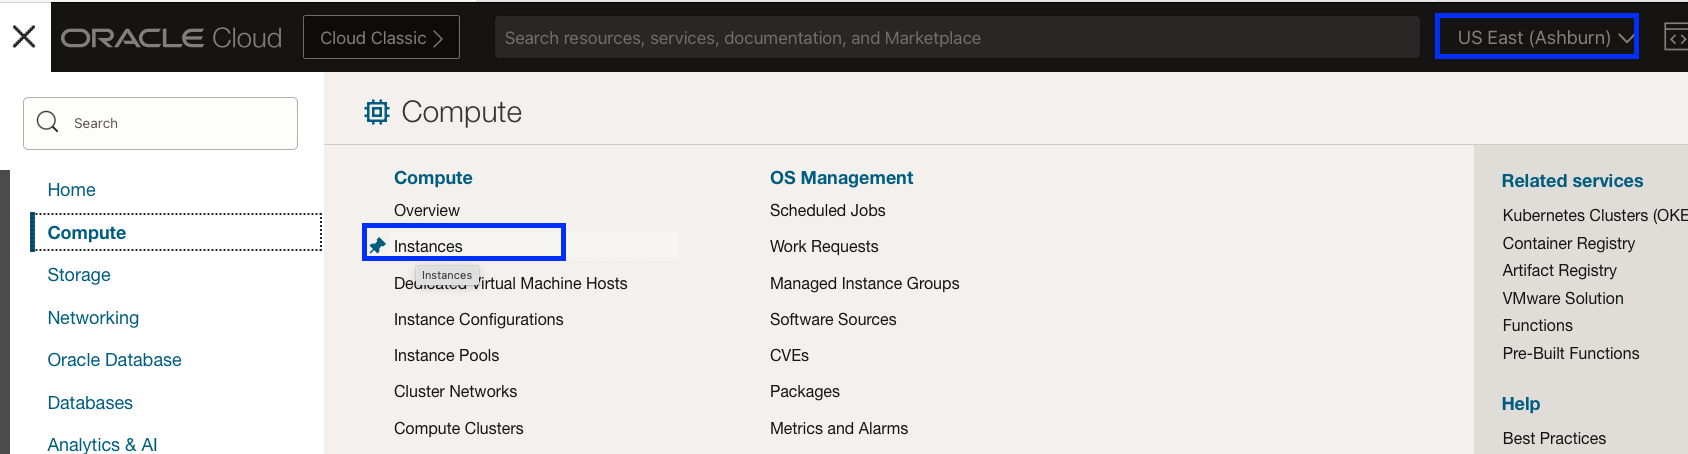 ORACLE Cloud
Cloud Classic
Search resources, services, documentation, and Marketplace
US East (Ashburn)
Search
Home
Compute
Storage
Networking
Oracle Database
Databases
Analytics & AI
Compute
Compute
Overview
Instances
Instances
Dedicated Virtual Machine Hosts
Instance Configurations
Instance Pools
Cluster Networks
Compute Clusters
OS Management
Scheduled Jobs
Work Requests
Managed Instance Groups
Software Sources
CVEs
Packages
Metrics and Alarms
Related services
Kubernetes Clusters (OKE
Container Registry
Artifact Registry
VMware Solution
Functions
Pre-Built Functions
Help
Best Practices